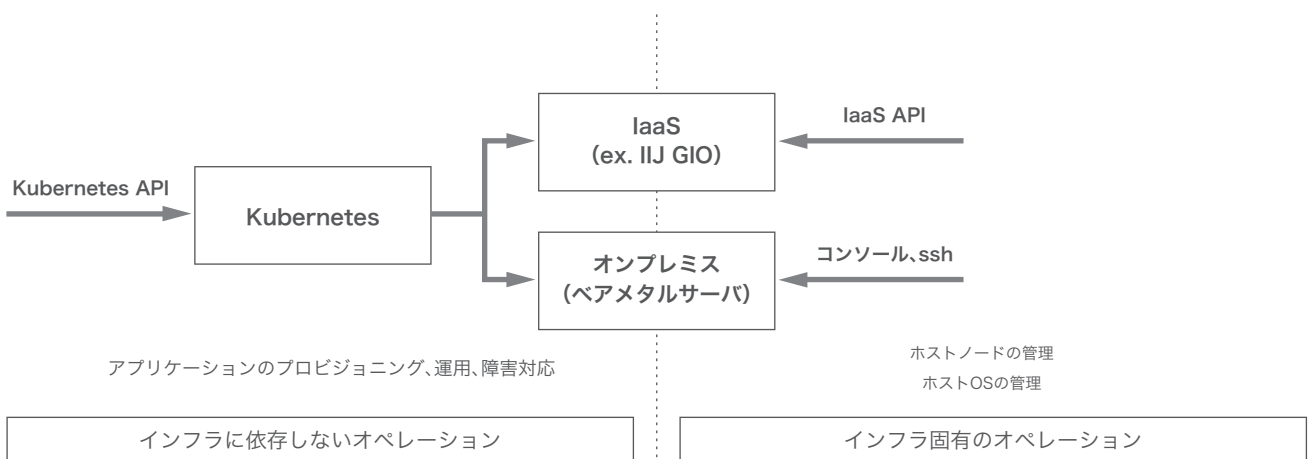 IaaS
（ex. IIJ GIO）
IaaS API
Kubernetes API
Kubernetes
オンプレミス
（ベアメタルサーバ）
コンソール、ssh
アプリケーションのプロビジョニング、運用、障害対応
ホストノードの管理
ホストOSの管理
インフラに依存しないオペレーション
インフラ固有のオペレーション